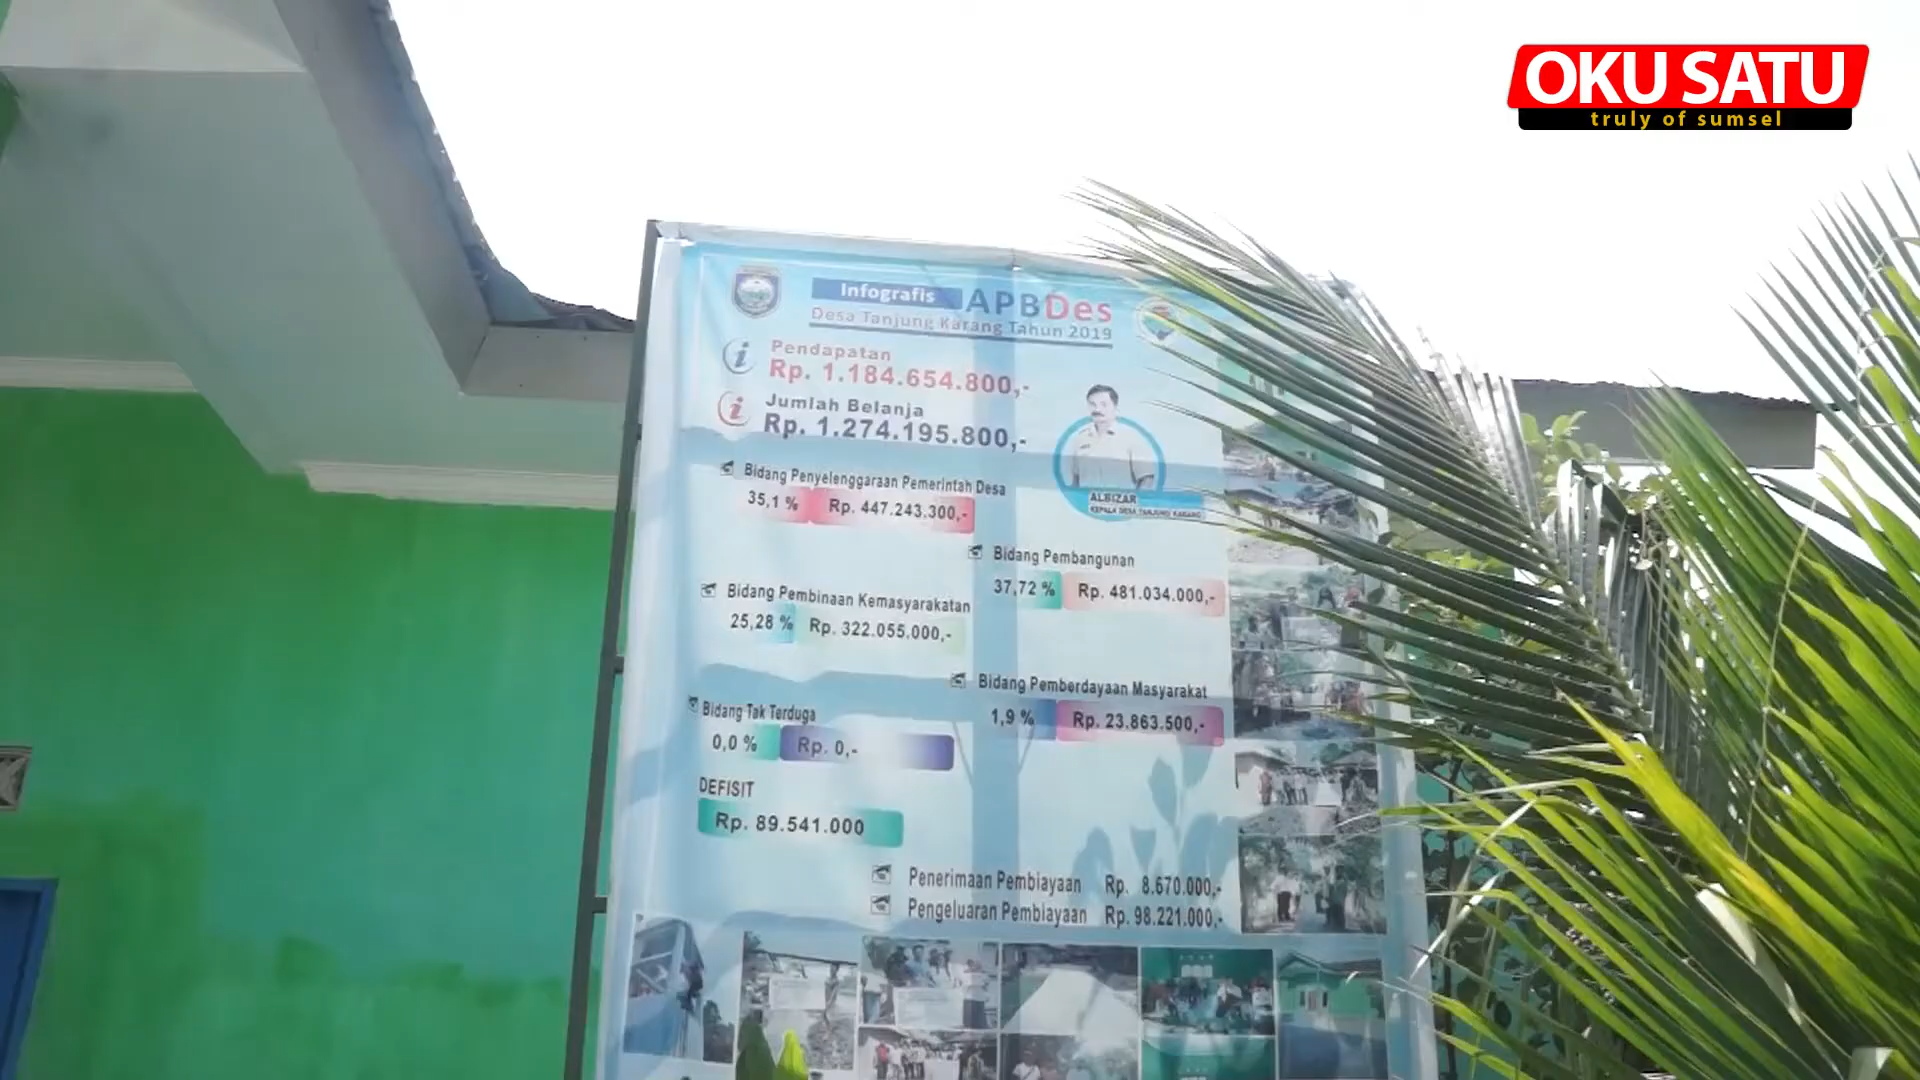 OKU SATU
truly of sumsel
Infografis APBDes
Desa Tanjung Karang Tahun 2019
Pendapatan
Rp. 1.184.654.800,-
Jumlah Belanja
Rp. 1.274.195.800,-
ALBIZAR
KEPALA DESA TANJUNG KARANG
Bidang Penyelenggaraan Pemerintah Desa
35,1 % Rp. 447.243.300,-
Bidang Pembangunan
37,72 % Rp. 481.034.000,-
Bidang Pembinaan Kemasyarakatan
25,28 % Rp. 322.055.000,-
Bidang Pemberdayaan Masyarakat
1,9 % Rp. 23.863.500,-
Bidang Tak Terduga
0,0 % Rp. 0,-
DEFISIT
Rp. 89.541.000
Penerimaan Pembiayaan Rp. 8.670.000,-
Pengeluaran Pembiayaan Rp. 98.221.000,-